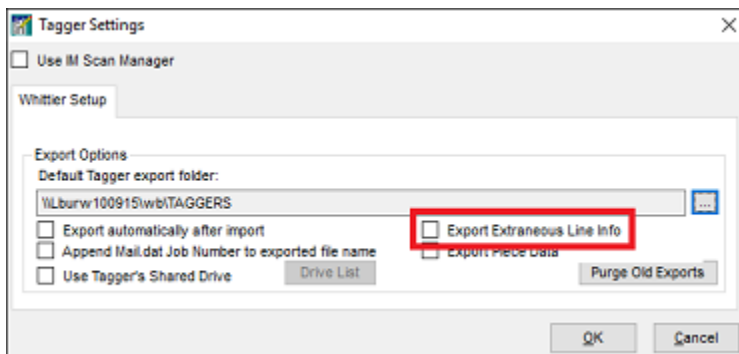 Tagger Settings
Use IM Scan Manager
Whittier Setup
Export Options
Default Tagger export folder:
\\Lburw100915\wb\TAGGERS
...
Export automatically after import
Export Extraneous Line Info
Append Mail.dat Job Number to exported file name
Export Piece Data
Use Tagger's Shared Drive
Drive List
Purge Old Exports
OK
Cancel